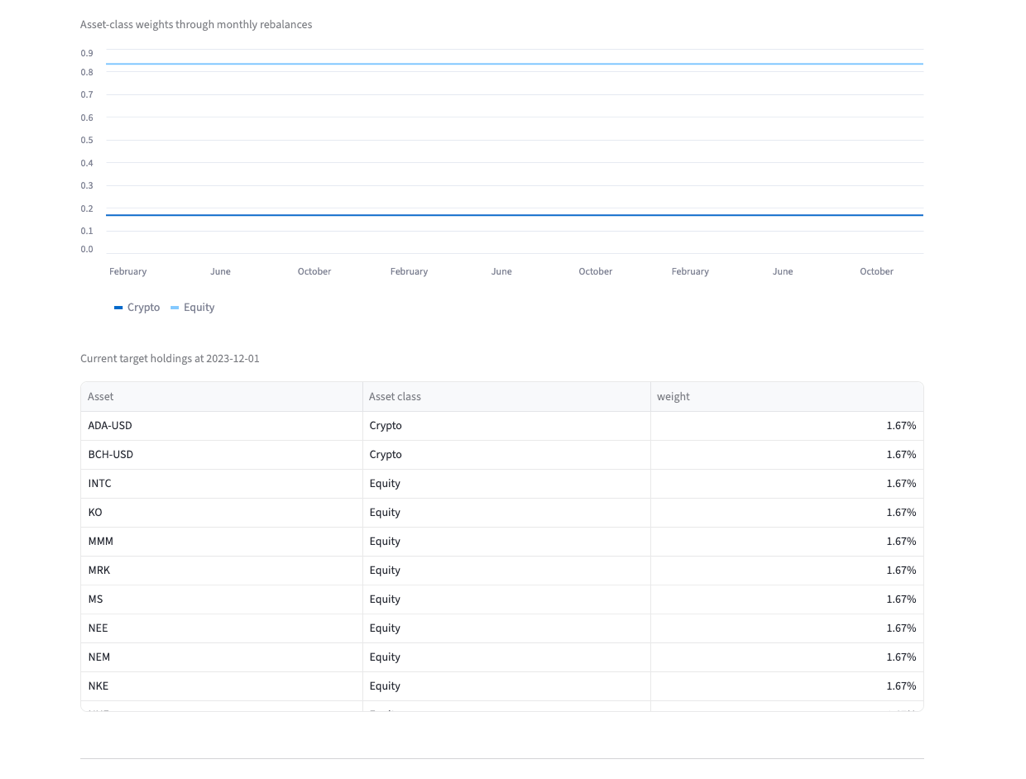 Asset-class weights through monthly rebalances
0.9
0.8
0.7
0.6
0.5
0.4
0.3
0.2
0.1
0.0
February June October February June October February June October
Crypto Equity
Current target holdings at 2023-12-01
Asset Asset class weight
ADA-USD Crypto 1.67%
BCH-USD Crypto 1.67%
INTC Equity 1.67%
KO Equity 1.67%
MMM Equity 1.67%
MRK Equity 1.67%
MS Equity 1.67%
NEE Equity 1.67%
NEM Equity 1.67%
NKE Equity 1.67%